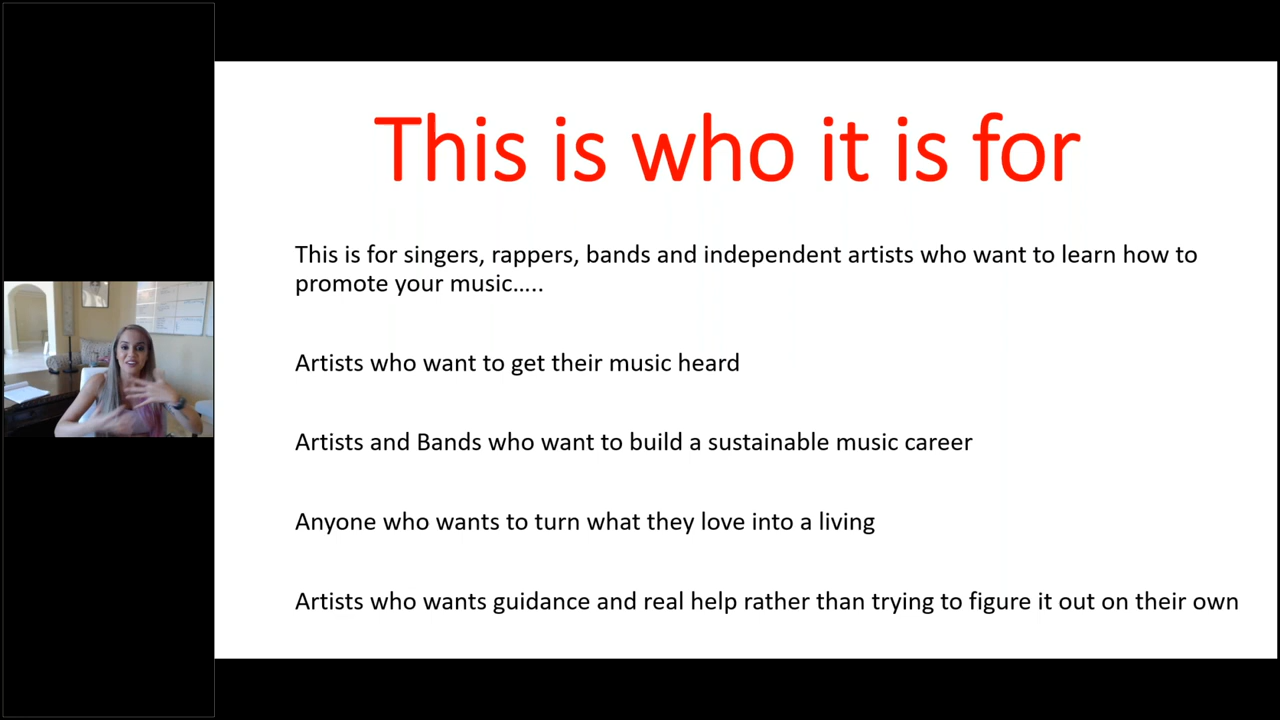 This is who it is for
This is for singers, rappers, bands and independent artists who want to learn how to
promote your music…..
Artists who want to get their music heard
Artists and Bands who want to build a sustainable music career
Anyone who wants to turn what they love into a living
Artists who wants guidance and real help rather than trying to figure it out on their own